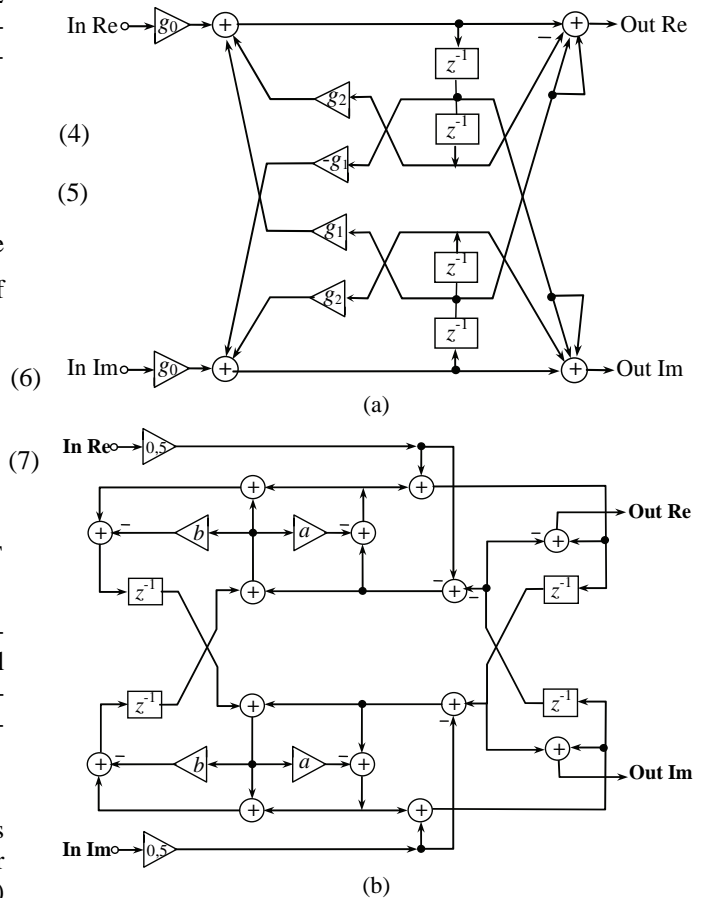 In Re g0 + + Out Re
−
z-1
g2
(4)
z-1
-g1
(5)
g1
z-1
g2
z-1
(6) In Im g0 + + Out Im
(a)
(7) In Re 0,5
+ +
Out Re
+ − b a − + − +
z-1 + − + − z-1
z-1 + + − z-1
+ − b a − + +
Out Im
+ +
In Im 0,5
(b)